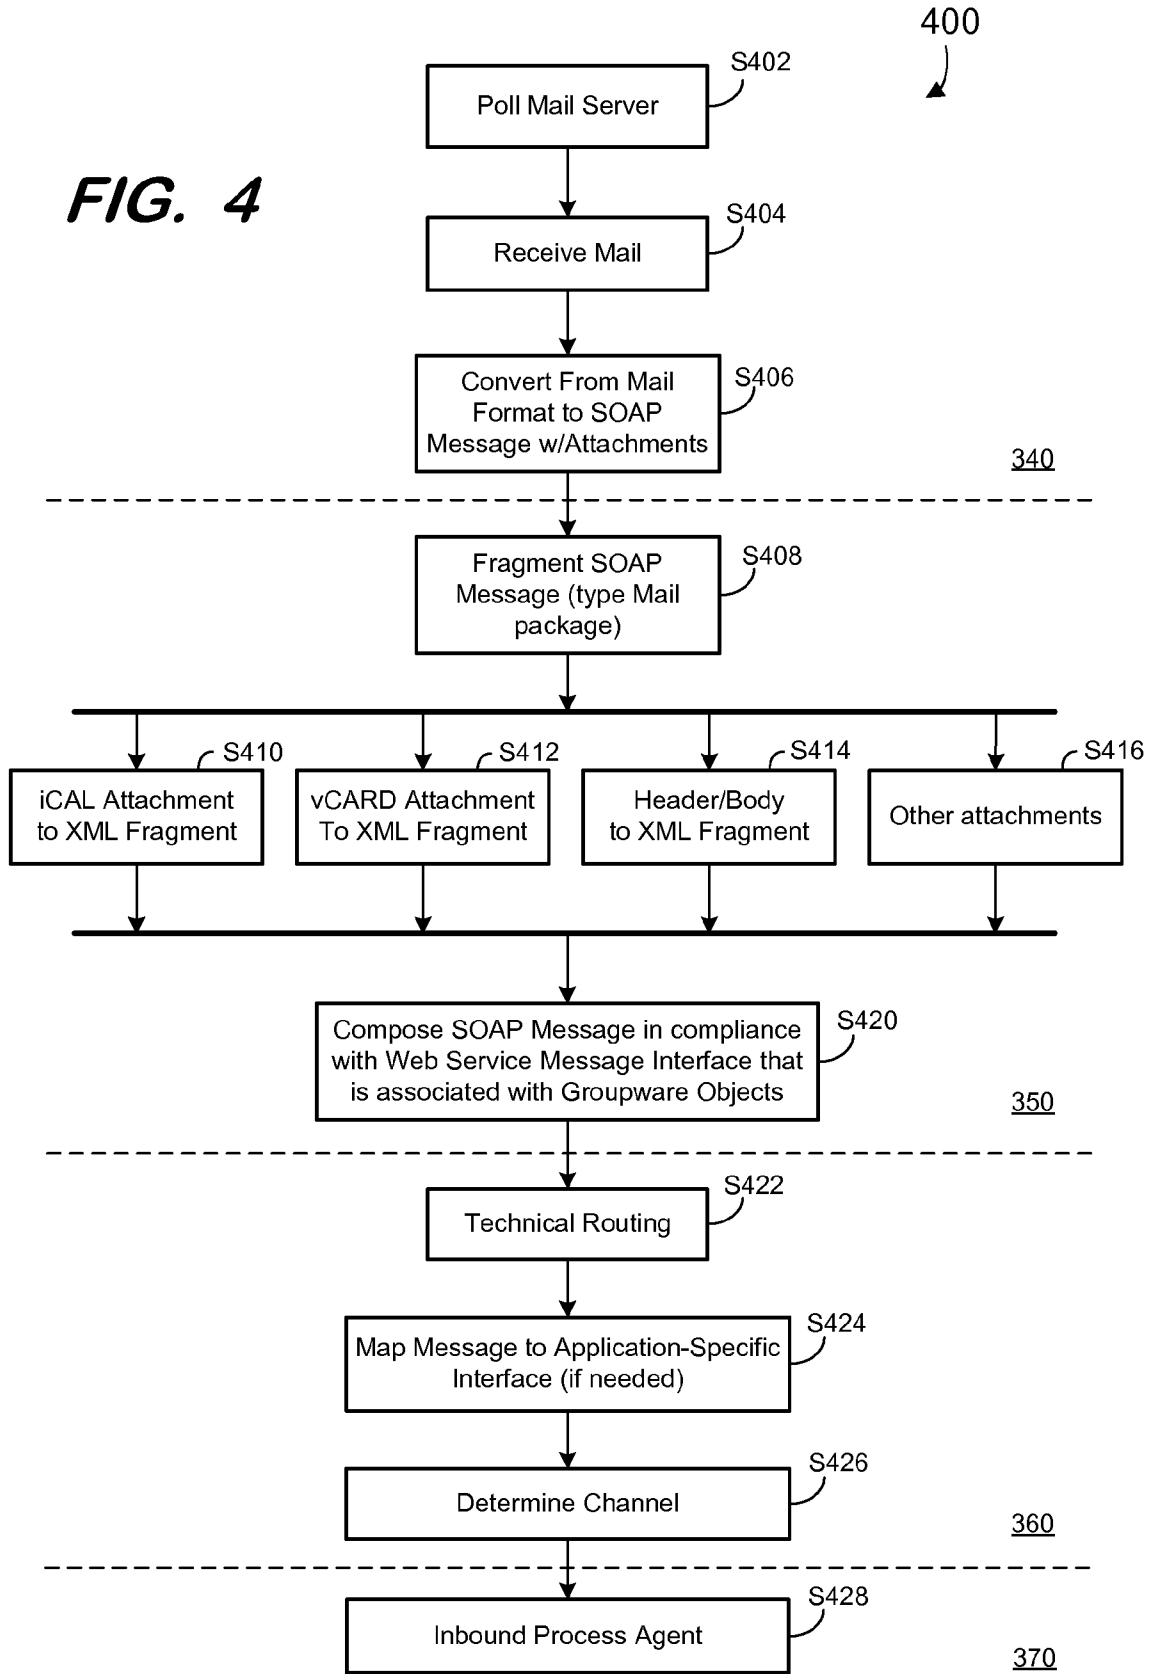 400
S402
Poll Mail Server
FIG. 4
S404
Receive Mail
S406
Convert From Mail
Format to SOAP
Message w/Attachments
340
S408
Fragment SOAP
Message (type Mail
package)
S410
S412
S414
S416
iCAL Attachment
to XML Fragment
vCARD Attachment
To XML Fragment
Header/Body
to XML Fragment
Other attachments
S420
Compose SOAP Message in compliance
with Web Service Message Interface that
is associated with Groupware Objects
350
S422
Technical Routing
S424
Map Message to Application-Specific
Interface (if needed)
S426
Determine Channel
360
S428
Inbound Process Agent
370